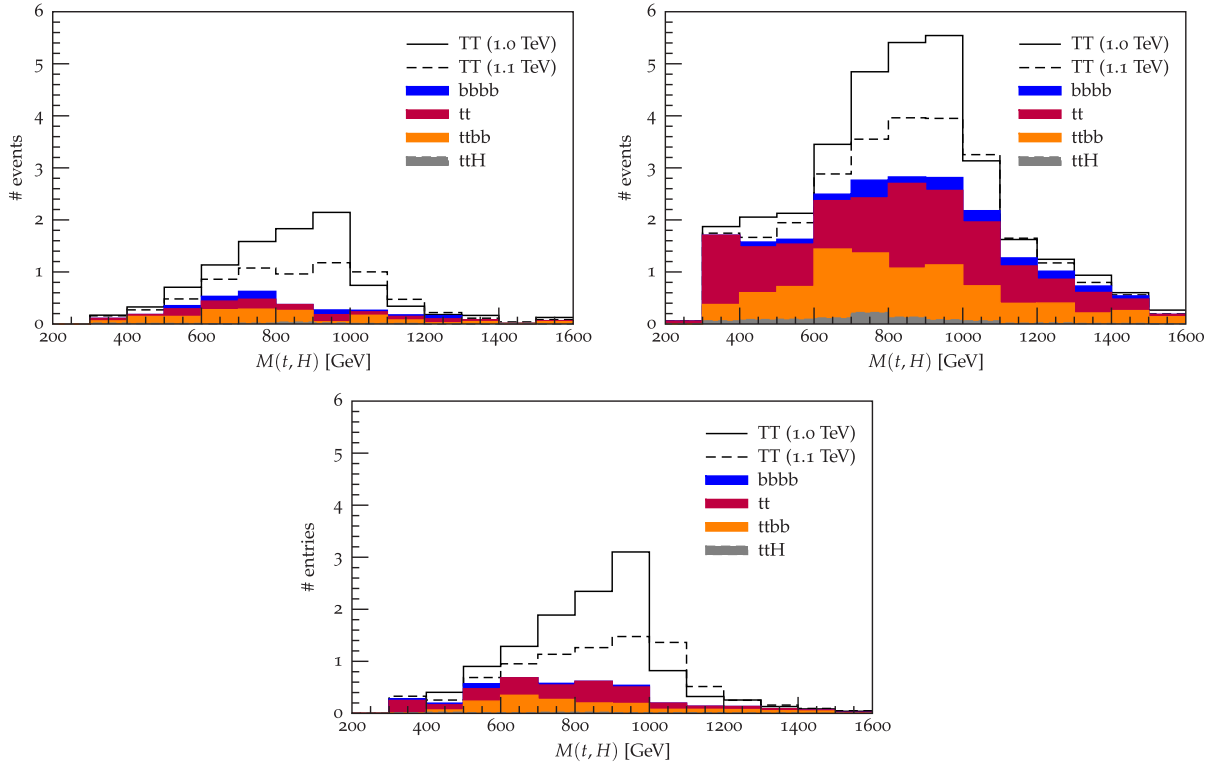 6
5
4
3
2
1
0
# events
TT (1.0 TeV)
TT (1.1 TeV)
bbbb
tt
ttbb
ttH
200 400 600 800 1000 1200 1400 1600
M(t, H) [GeV]
6
5
4
3
2
1
0
# events
TT (1.0 TeV)
TT (1.1 TeV)
bbbb
tt
ttbb
ttH
200 400 600 800 1000 1200 1400 1600
M(t, H) [GeV]
6
5
4
3
2
1
0
# entries
TT (1.0 TeV)
TT (1.1 TeV)
bbbb
tt
ttbb
ttH
200 400 600 800 1000 1200 1400 1600
M(t, H) [GeV]